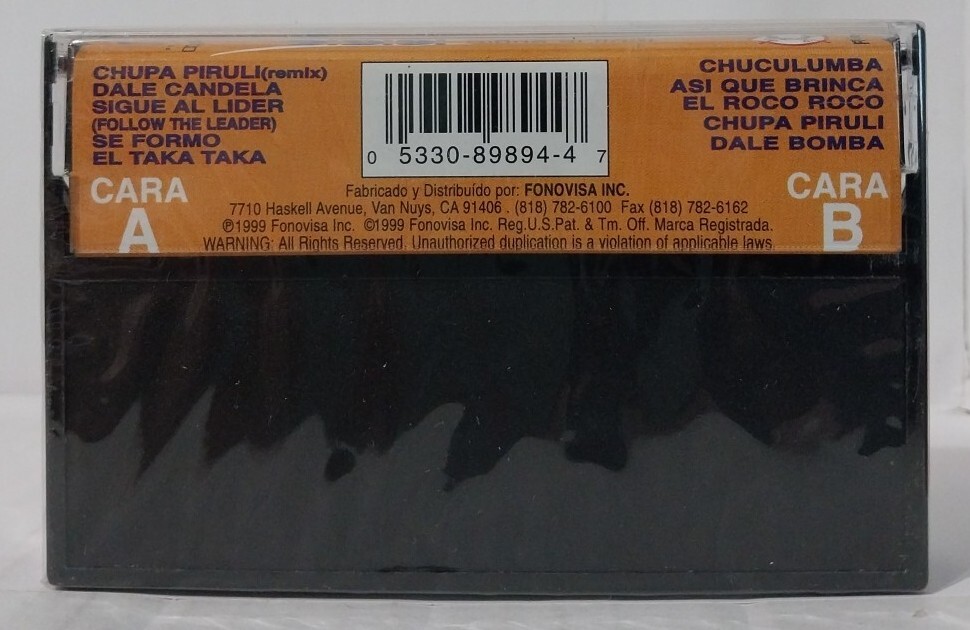 CHUPA PIRULI(remix)
DALE CANDELA
SIGUE AL LIDER
(FOLLOW THE LEADER)
SE FORMO
EL TAKA TAKA
CARA
A
0 5330-89894-4 7
CHUCULUMBA
ASI QUE BRINCA
EL ROCO ROCO
CHUPA PIRULI
DALE BOMBA
CARA
B
Fabricado y Distribuído por: FONOVISA INC.
7710 Haskell Avenue, Van Nuys, CA 91406 . (818) 782-6100 Fax (818) 782-6162
℗1999 Fonovisa Inc. ©1999 Fonovisa Inc. Reg.U.S.Pat. & Tm. Off. Marca Registrada.
WARNING: All Rights Reserved. Unauthorized duplication is a violation of applicable laws.